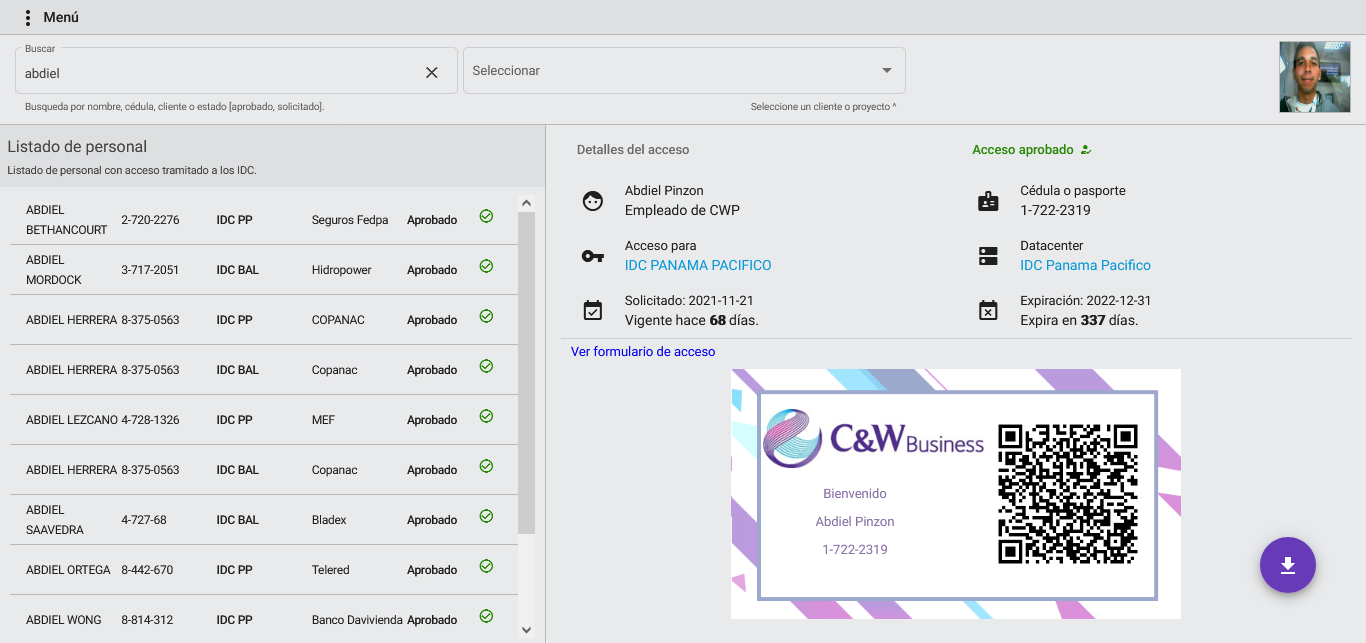 Menú
Buscar
abdiel
Seleccionar
Busqueda por nombre, cédula, cliente o estado [aprobado, solicitado].
Seleccione un cliente o proyecto ^
Listado de personal
Listado de personal con acceso tramitado a los IDC.
ABDIEL BETHANCOURT 2-720-2276 IDC PP Seguros Fedpa Aprobado
ABDIEL MORDOCK 3-717-2051 IDC BAL Hidropower Aprobado
ABDIEL HERRERA 8-375-0563 IDC PP COPANAC Aprobado
ABDIEL HERRERA 8-375-0563 IDC BAL Copanac Aprobado
ABDIEL LEZCANO 4-728-1326 IDC PP MEF Aprobado
ABDIEL HERRERA 8-375-0563 IDC BAL Copanac Aprobado
ABDIEL SAAVEDRA 4-727-68 IDC BAL Bladex Aprobado
ABDIEL ORTEGA 8-442-670 IDC PP Telered Aprobado
ABDIEL WONG 8-814-312 IDC PP Banco Davivienda Aprobado
Detalles del acceso
Acceso aprobado
Abdiel Pinzon
Empleado de CWP
Cédula o pasporte
1-722-2319
Acceso para
IDC PANAMA PACIFICO
Datacenter
IDC Panama Pacifico
Solicitado: 2021-11-21
Vigente hace 68 días.
Expiración: 2022-12-31
Expira en 337 días.
Ver formulario de acceso
C&W Business
Bienvenido
Abdiel Pinzon
1-722-2319